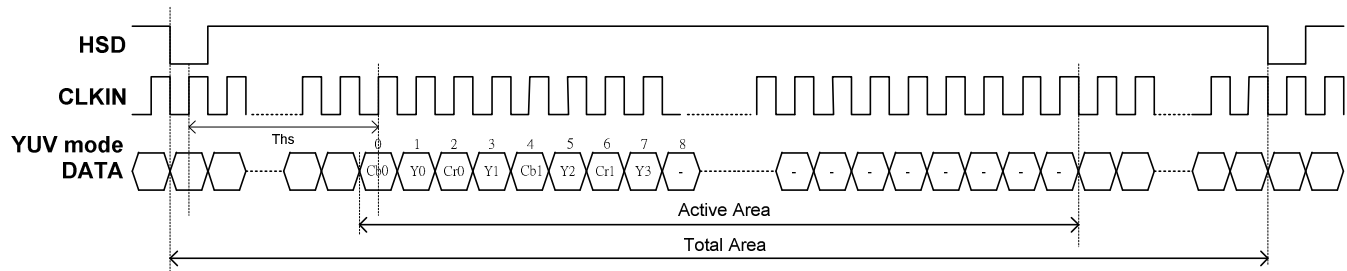 HSD
CLKIN
Ths
YUV mode
DATA
0 1 2 3 4 5 6 7 8
Cb0 Y0 Cr0 Y1 Cb1 Y2 Cr1 Y3 - - - - - - - - -
Active Area
Total Area